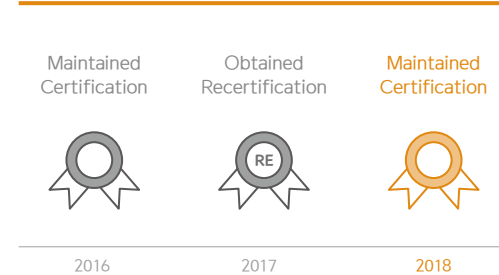 Maintained
Certification
Obtained
Recertification
Maintained
Certification
RE
2016
2017
2018